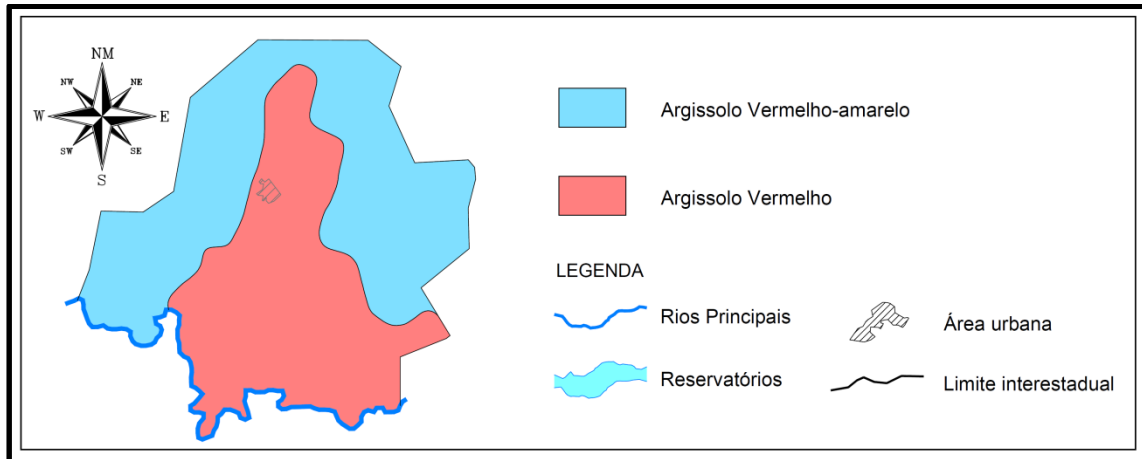 NM
NW
NE
W
E
SW
SE
S
Argissolo Vermelho-amarelo
Argissolo Vermelho
LEGENDA
Rios Principais
Área urbana
Reservatórios
Limite interestadual